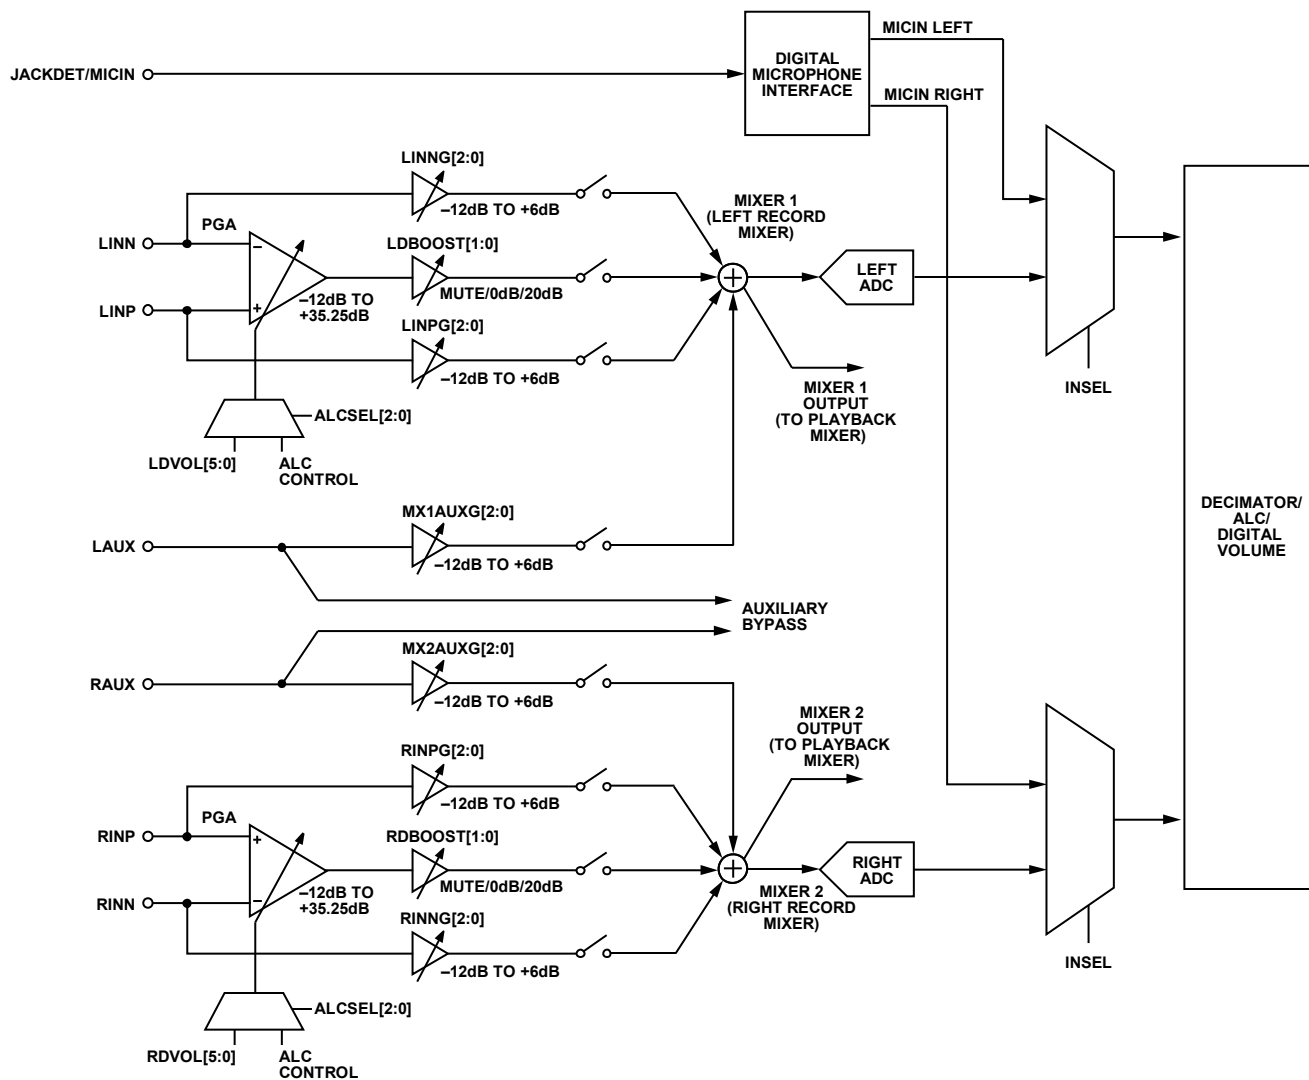 MICIN LEFT
JACKDET/MICIN
DIGITAL
MICROPHONE
INTERFACE
MICIN RIGHT
LINNG[2:0]
–12dB TO +6dB
MIXER 1
(LEFT RECORD
MIXER)
PGA
LINN
–
LDBOOST[1:0]
MUTE/0dB/20dB
LEFT
ADC
LINP
+
–12dB TO
+35.25dB
LINPG[2:0]
–12dB TO +6dB
INSEL
MIXER 1
OUTPUT
(TO PLAYBACK
MIXER)
ALCSEL[2:0]
LDVOL[5:0]
ALC
CONTROL
DECIMATOR/
ALC/
DIGITAL
VOLUME
MX1AUXG[2:0]
LAUX
–12dB TO +6dB
AUXILIARY
BYPASS
MX2AUXG[2:0]
RAUX
–12dB TO +6dB
MIXER 2
OUTPUT
(TO PLAYBACK
MIXER)
RINPG[2:0]
–12dB TO +6dB
PGA
RINP
+
RDBOOST[1:0]
MUTE/0dB/20dB
RIGHT
ADC
RINN
–
–12dB TO
+35.25dB
MIXER 2
(RIGHT RECORD
MIXER)
RINNG[2:0]
–12dB TO +6dB
INSEL
ALCSEL[2:0]
RDVOL[5:0]
ALC
CONTROL